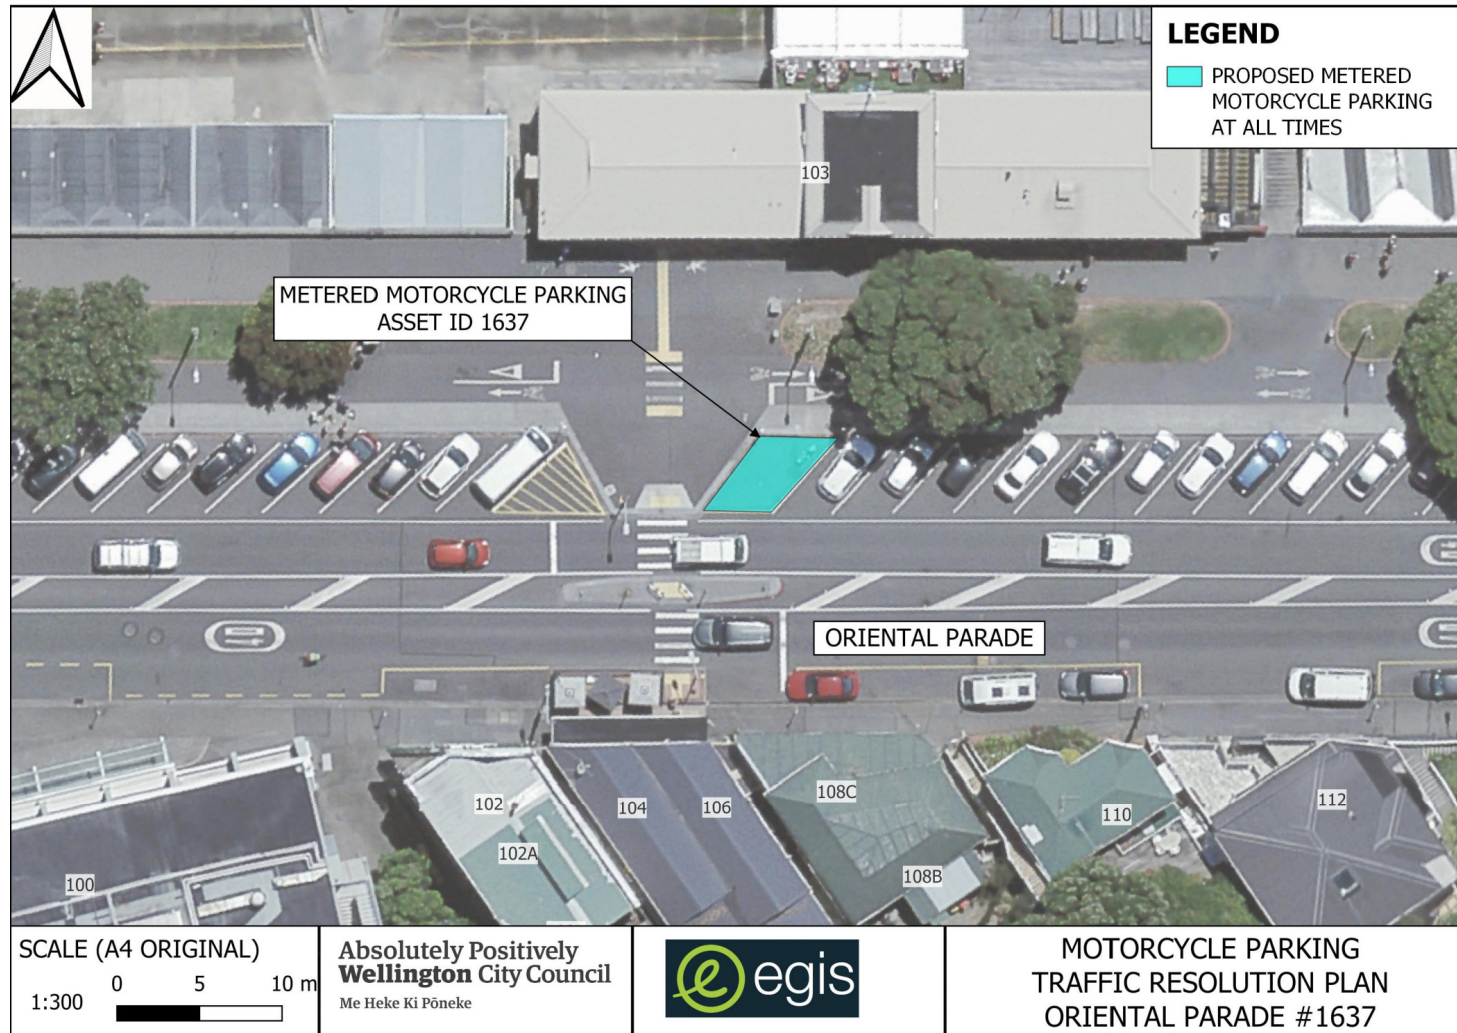 LEGEND
PROPOSED METERED
MOTORCYCLE PARKING
AT ALL TIMES
103
METERED MOTORCYCLE PARKING
ASSET ID 1637
ORIENTAL PARADE
102
104
106
108C
110
112
102A
108B
100
SCALE (A4 ORIGINAL)
0 5 10 m
1:300
Absolutely Positively
Wellington City Council
Me Heke Ki Pōneke
e egis
MOTORCYCLE PARKING
TRAFFIC RESOLUTION PLAN
ORIENTAL PARADE #1637